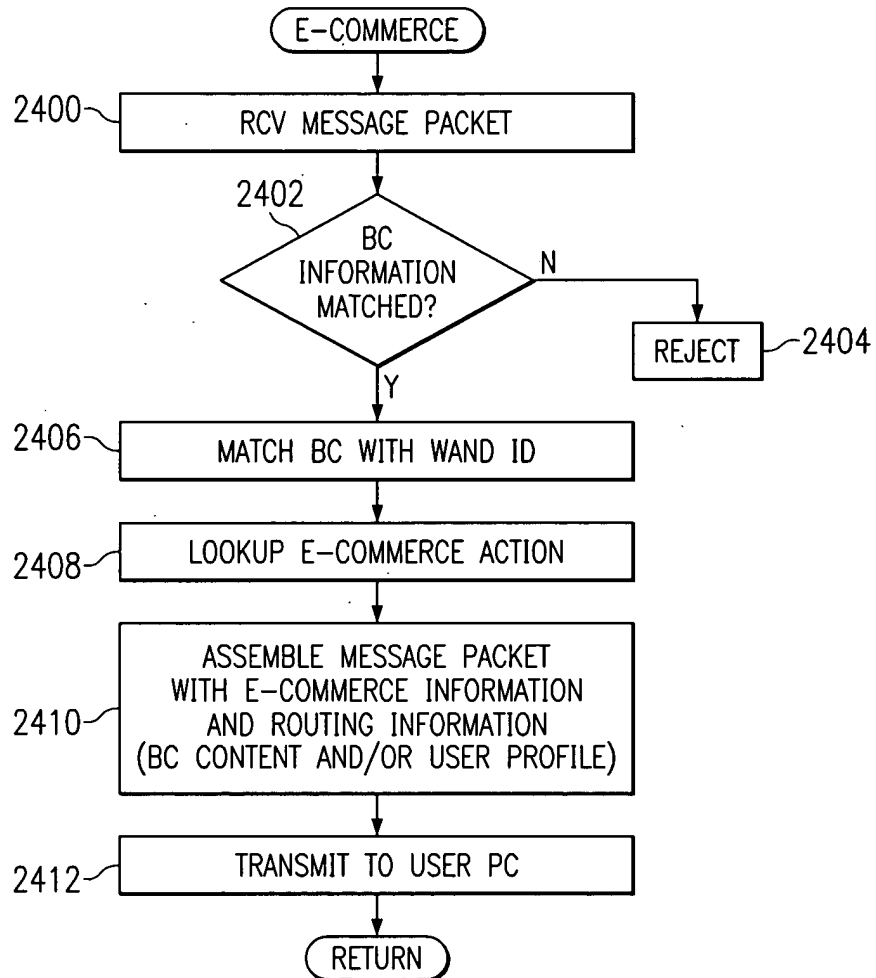 E-COMMERCE
2400
RCV MESSAGE PACKET
2402
BC
INFORMATION
MATCHED?
N
REJECT
2404
Y
2406
MATCH BC WITH WAND ID
2408
LOOKUP E-COMMERCE ACTION
2410
ASSEMBLE MESSAGE PACKET
WITH E-COMMERCE INFORMATION
AND ROUTING INFORMATION
(BC CONTENT AND/OR USER PROFILE)
2412
TRANSMIT TO USER PC
RETURN